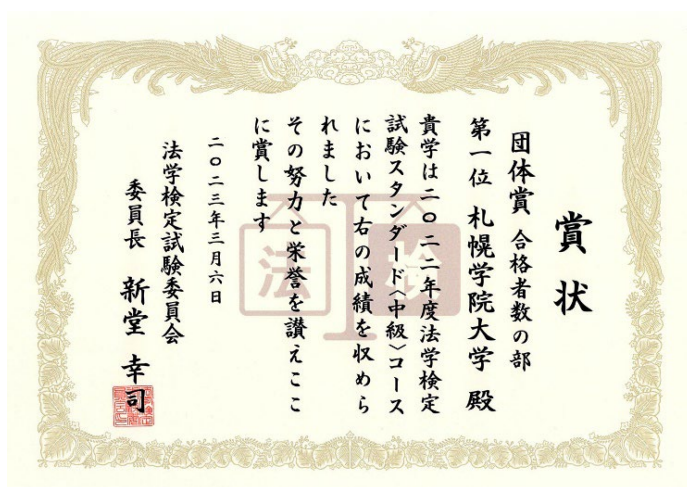 賞状
団体賞 合格者数の部
第一位 札幌学院大学 殿
貴学は二〇二二年度法学検定
試験スタンダード〈中級〉コース
において右の成績を収めら
れました
その努力と栄誉を讃えここ
に賞します
二〇二三年三月六日
法学検定試験委員会
委員長 新堂 幸司
法 検